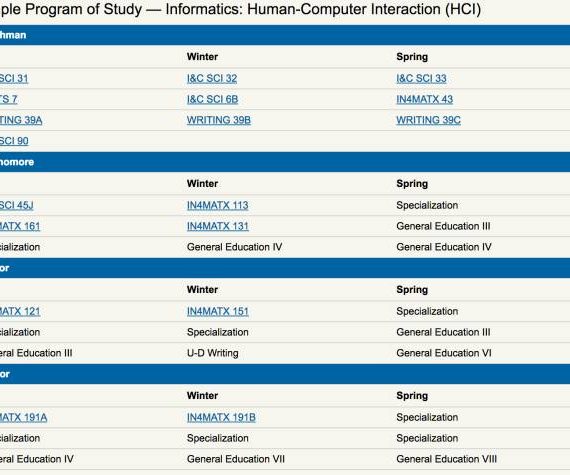 ple Program of Study — Informatics: Human-Computer Interaction (HCI)
hman
Winter Spring
SCI 31 I&C SCI 32 I&C SCI 33
TS 7 I&C SCI 6B IN4MATX 43
TING 39A WRITING 39B WRITING 39C
SCI 90
homore
Winter Spring
SCI 45J IN4MATX 113 Specialization
MATX 161 IN4MATX 131 General Education III
cialization General Education IV General Education IV
or
Winter Spring
MATX 121 IN4MATX 151 Specialization
cialization Specialization General Education III
eral Education III U-D Writing General Education VI
or
Winter Spring
MATX 191A IN4MATX 191B Specialization
cialization Specialization Specialization
eral Education IV General Education VII General Education VIII